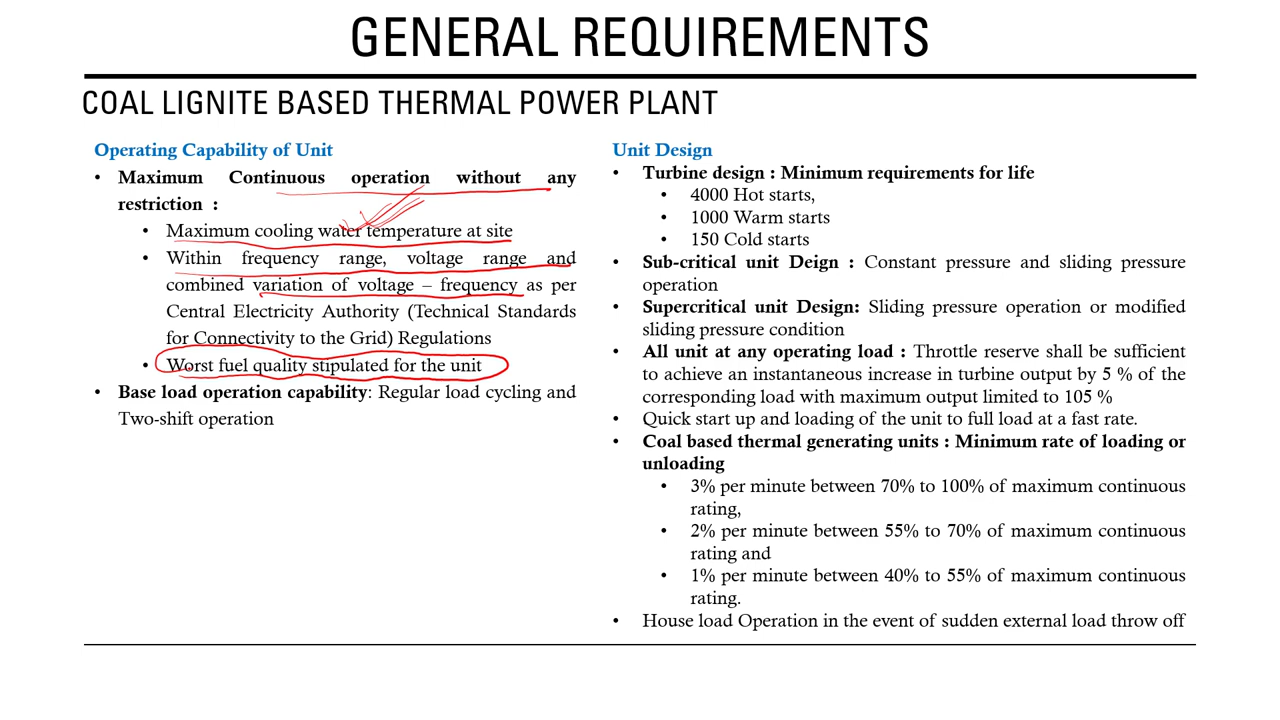 GENERAL REQUIREMENTS
COAL LIGNITE BASED THERMAL POWER PLANT
Operating Capability of Unit
• Maximum Continuous operation without any
restriction :
• Maximum cooling water temperature at site
• Within frequency range, voltage range and
combined variation of voltage – frequency as per
Central Electricity Authority (Technical Standards
for Connectivity to the Grid) Regulations
• Worst fuel quality stipulated for the unit
• Base load operation capability: Regular load cycling and
Two-shift operation
Unit Design
• Turbine design : Minimum requirements for life
• 4000 Hot starts,
• 1000 Warm starts
• 150 Cold starts
• Sub-critical unit Deign : Constant pressure and sliding pressure
operation
• Supercritical unit Design: Sliding pressure operation or modified
sliding pressure condition
• All unit at any operating load : Throttle reserve shall be sufficient
to achieve an instantaneous increase in turbine output by 5 % of the
corresponding load with maximum output limited to 105 %
• Quick start up and loading of the unit to full load at a fast rate.
• Coal based thermal generating units : Minimum rate of loading or
unloading
• 3% per minute between 70% to 100% of maximum continuous
rating,
• 2% per minute between 55% to 70% of maximum continuous
rating and
• 1% per minute between 40% to 55% of maximum continuous
rating.
• House load Operation in the event of sudden external load throw off